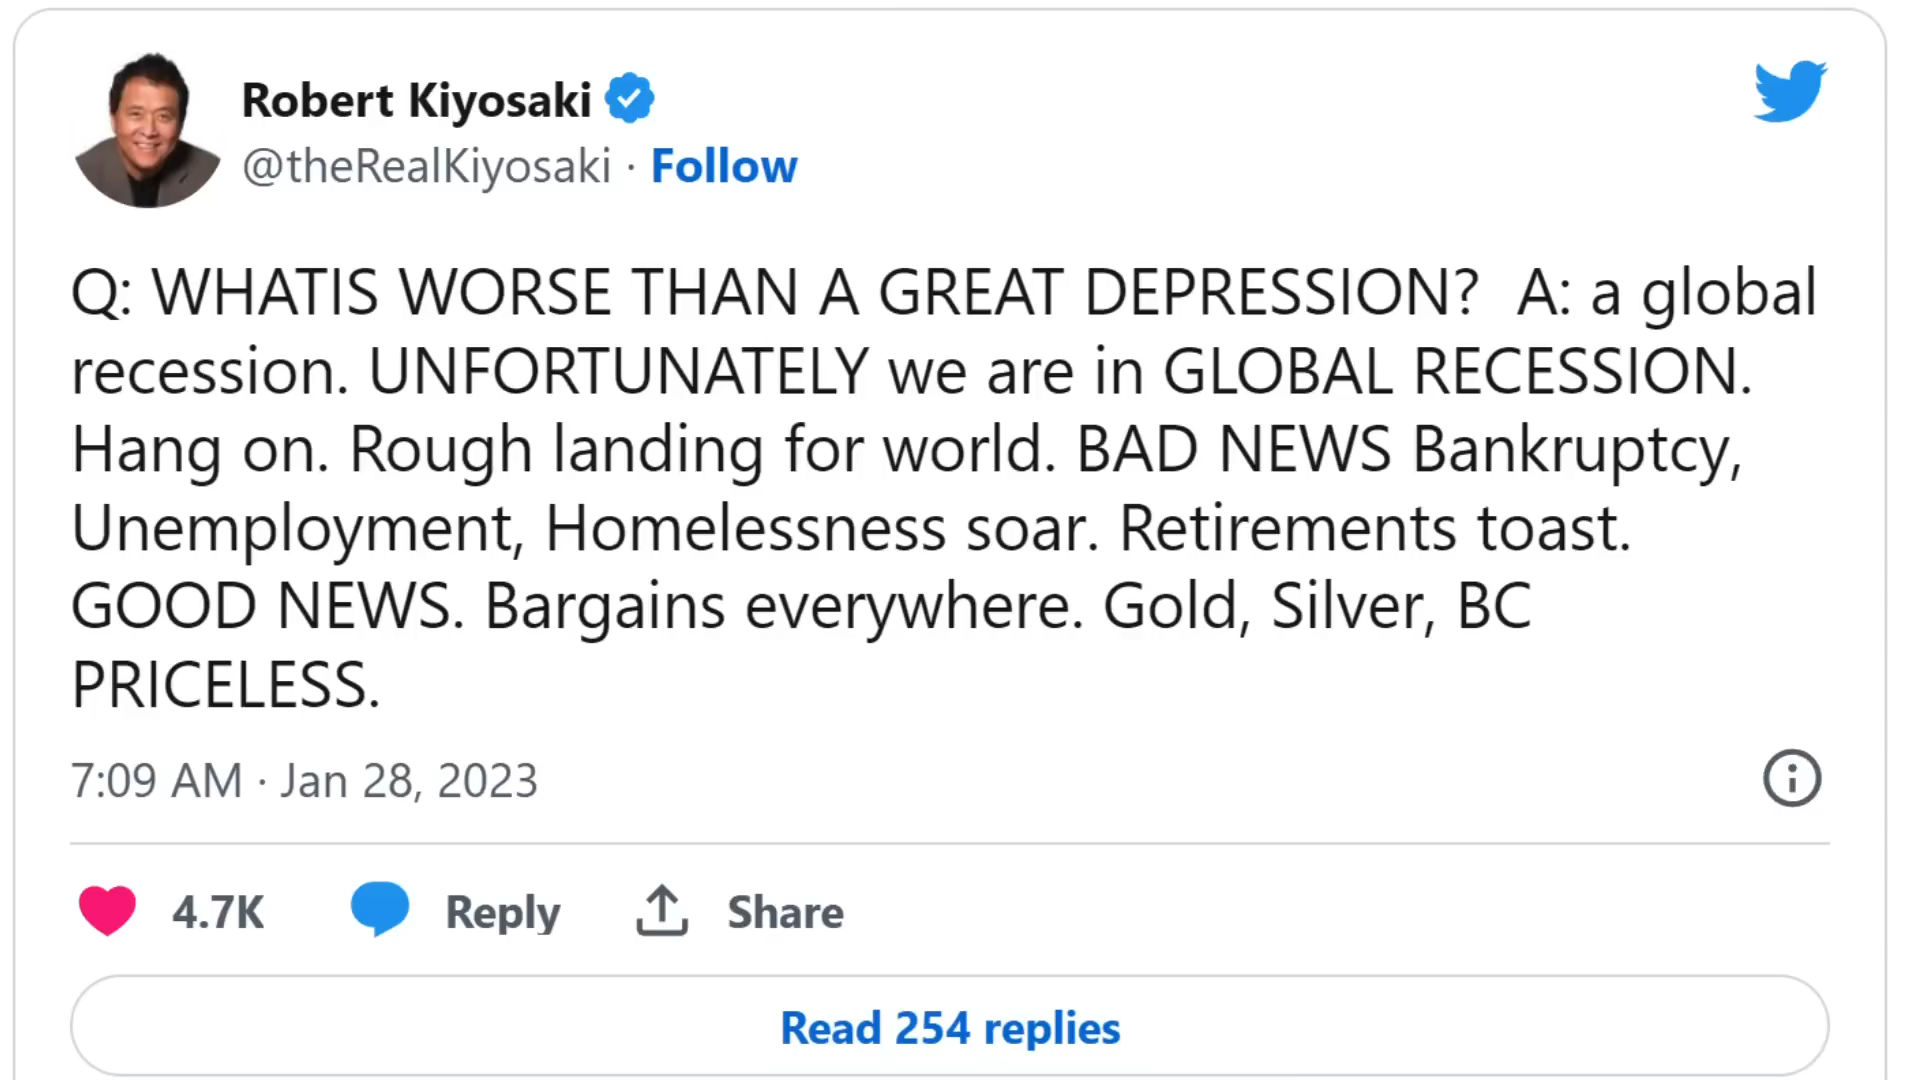 Robert Kiyosaki
@theRealKiyosaki · Follow
Q: WHATIS WORSE THAN A GREAT DEPRESSION?  A: a global
recession. UNFORTUNATELY we are in GLOBAL RECESSION.
Hang on. Rough landing for world. BAD NEWS Bankruptcy,
Unemployment, Homelessness soar. Retirements toast.
GOOD NEWS. Bargains everywhere. Gold, Silver, BC
PRICELESS.
7:09 AM · Jan 28, 2023
4.7K Reply Share
Read 254 replies